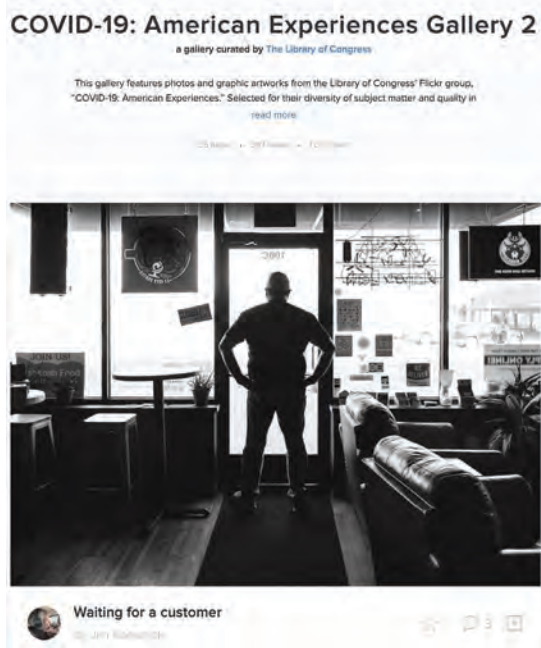 COVID-19: American Experiences Gallery 2
a gallery curated by The Library of Congress
This gallery features photos and graphic artworks from the Library of Congress' Flickr group,
"COVID-19: American Experiences." Selected for their diversity of subject matter and quality in
read more
JOIN US!
Waiting for a customer
3